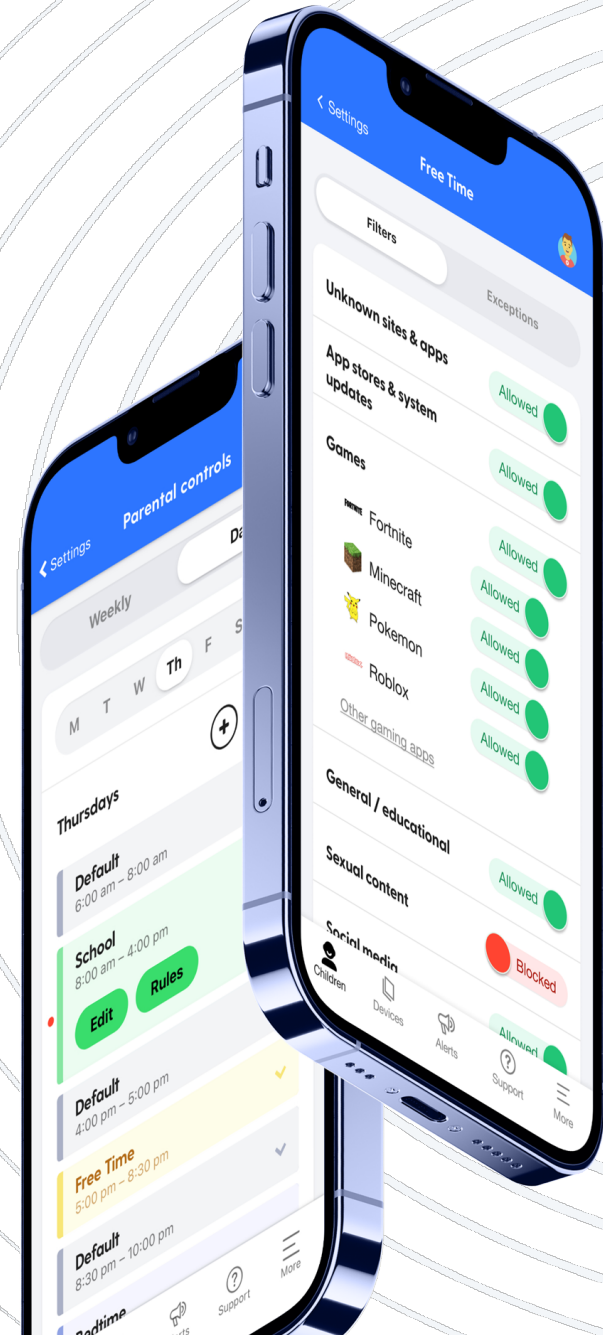 Settings
Free Time
Filters
Exceptions
Unknown sites & apps
Allowed
App stores & system
updates
Allowed
Games
Allowed
FORTNITE
Fortnite
Allowed
Minecraft
Allowed
Pokemon
Allowed
Roblox
Allowed
Other gaming apps
General / educational
Allowed
Sexual content
Blocked
Social media
Allowed
Children
Devices
Alerts
Support
More
Settings
Parental controls
Weekly
M T W Th F S
Thursdays
Default
6:00 am – 8:00 am
School
8:00 am – 4:00 pm
Edit
Rules
Default
4:00 pm – 5:00 pm
Free Time
5:00 pm – 8:30 pm
Default
8:30 pm – 10:00 pm
Bedtime
Support
More